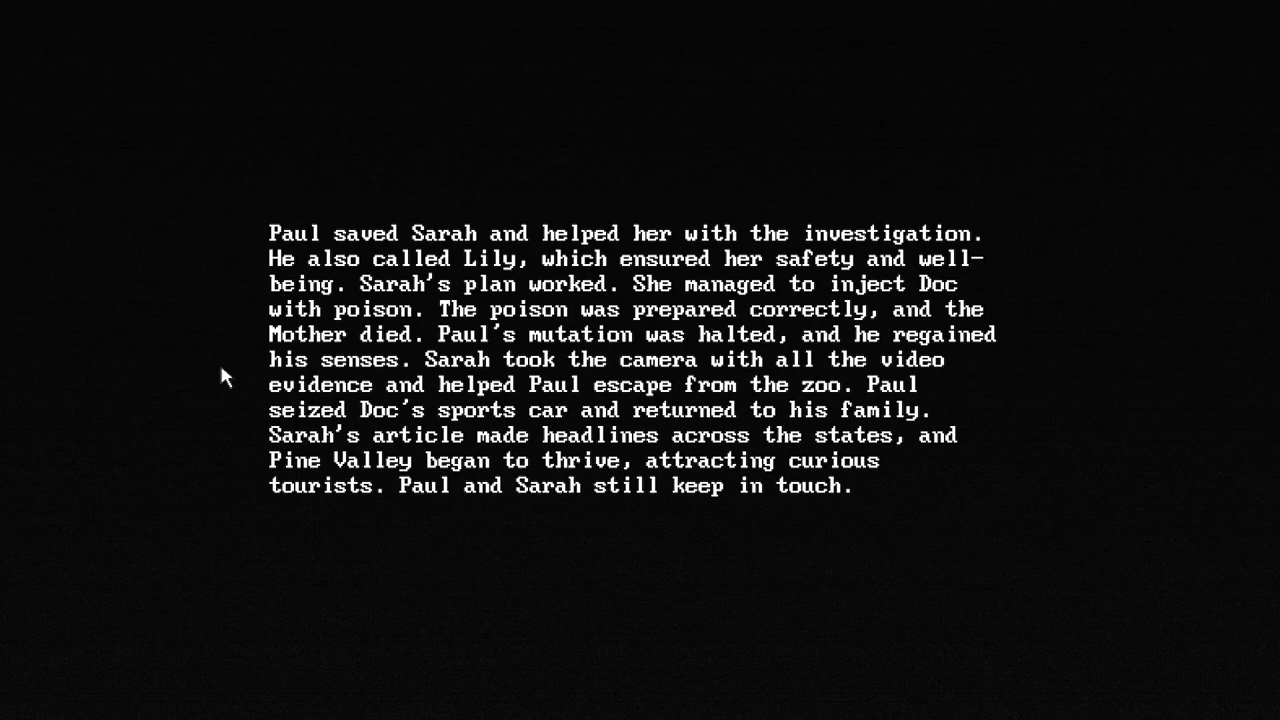 Paul saved Sarah and helped her with the investigation.
He also called Lily, which ensured her safety and well-
being. Sarah's plan worked. She managed to inject Doc
with poison. The poison was prepared correctly, and the
Mother died. Paul's mutation was halted, and he regained
his senses. Sarah took the camera with all the video
evidence and helped Paul escape from the zoo. Paul
seized Doc's sports car and returned to his family.
Sarah's article made headlines across the states, and
Pine Valley began to thrive, attracting curious
tourists. Paul and Sarah still keep in touch.